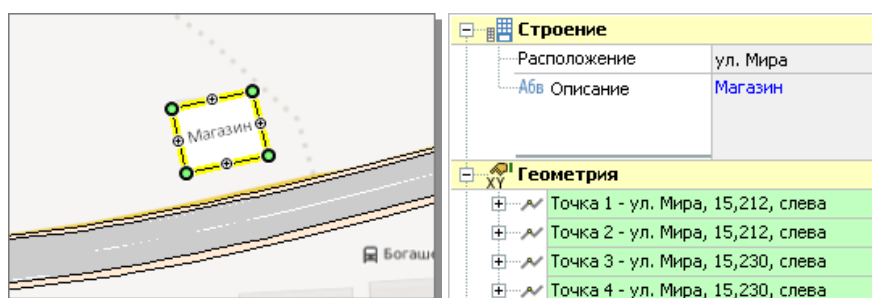 Магазин
Богаше
Строение
Расположение ул. Мира
Абв Описание Магазин
XY Геометрия
Точка 1 - ул. Мира, 15,212, слева
Точка 2 - ул. Мира, 15,212, слева
Точка 3 - ул. Мира, 15,230, слева
Точка 4 - ул. Мира, 15,230, слева